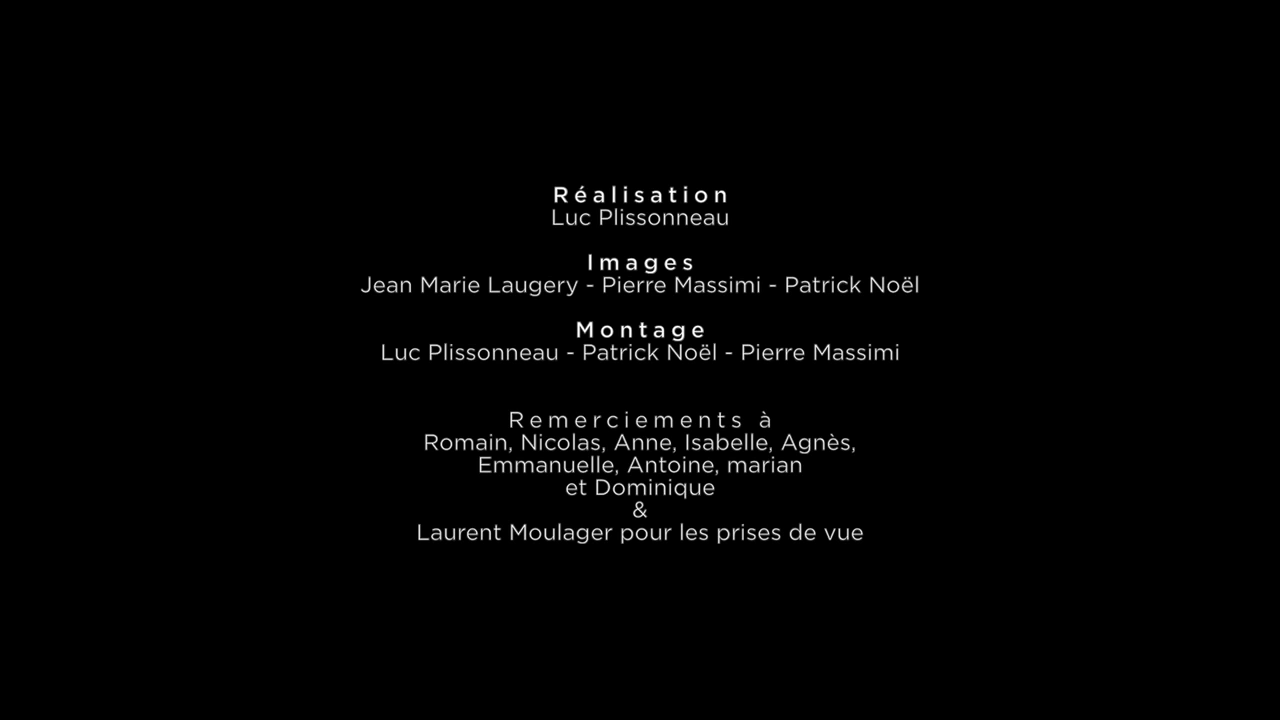 Réalisation
Luc Plissonneau
Images
Jean Marie Laugery - Pierre Massimi - Patrick Noël
Montage
Luc Plissonneau - Patrick Noël - Pierre Massimi
Remerciements à
Romain, Nicolas, Anne, Isabelle, Agnès,
Emmanuelle, Antoine, marian
et Dominique
&
Laurent Moulager pour les prises de vue